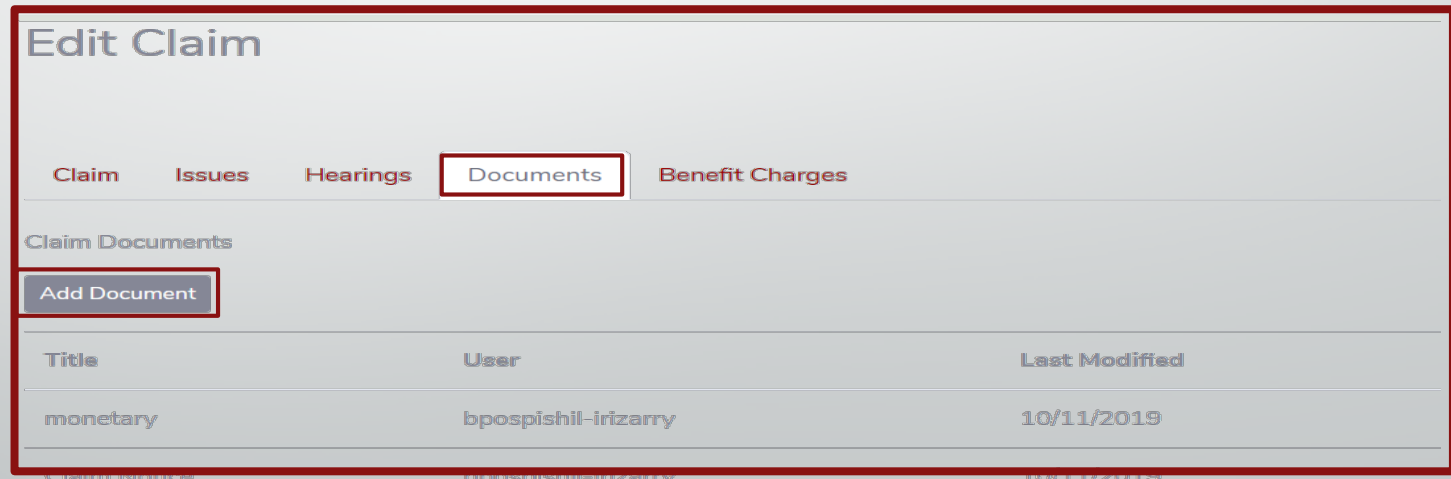 Edit Claim
Claim Issues Hearings Documents Benefit Charges
Claim Documents
Add Document
Title User Last Modified
monetary bpospishil-irizarry 10/11/2019